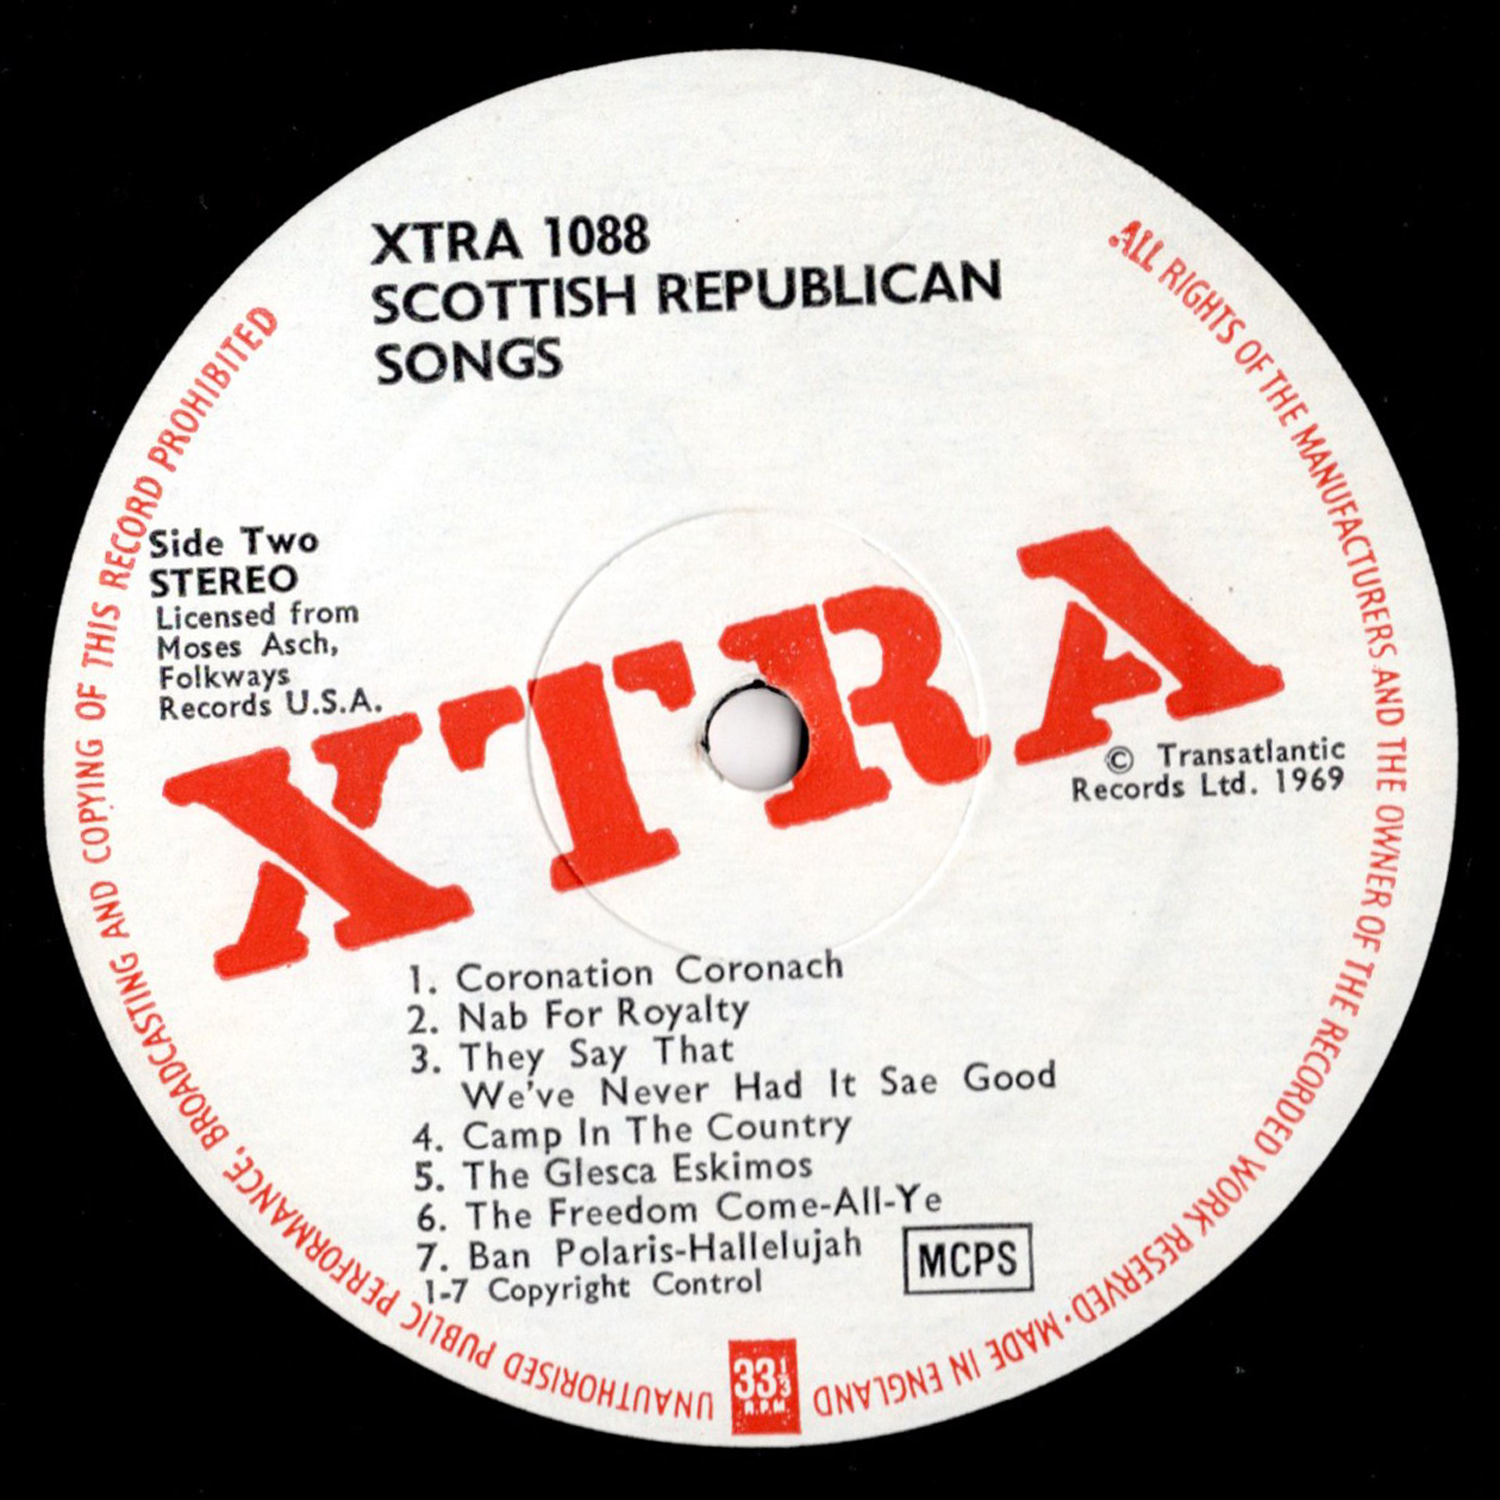 XTRA 1088
SCOTTISH REPUBLICAN
SONGS
Side Two
STEREO
Licensed from
Moses Asch,
Folkways
Records U.S.A.
XTRA
© Transatlantic
Records Ltd. 1969
1. Coronation Coronach
2. Nab For Royalty
3. They Say That
We've Never Had It Sae Good
4. Camp In The Country
5. The Glesca Eskimos
6. The Freedom Come-All-Ye
7. Ban Polaris-Hallelujah
1-7 Copyright Control
MCPS
33⅓
R.P.M.
ALL RIGHTS OF THE MANUFACTURERS AND THE OWNER OF THE RECORDED WORK RESERVED · MADE IN ENGLAND
UNAUTHORISED PUBLIC PERFORMANCE, BROADCASTING AND COPYING OF THIS RECORD PROHIBITED